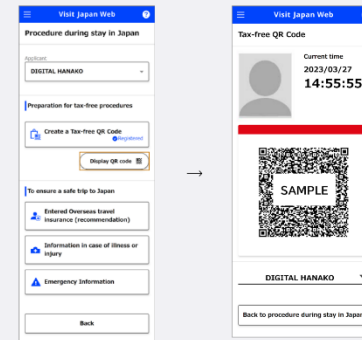 Visit Japan Web
Procedure during stay in Japan
Applicant
DIGITAL HANAKO
Preparation for tax-free procedures
Create a Tax-free QR Code
Registered
Display QR code
To ensure a safe trip to Japan
Entered Overseas travel
insurance (recommendation)
Information in case of illness or
injury
Emergency Information
Back
→
Visit Japan Web
Tax-free QR Code
Current time
2023/03/27
14:55:55
SAMPLE
DIGITAL HANAKO
Back to procedure during stay in Japan